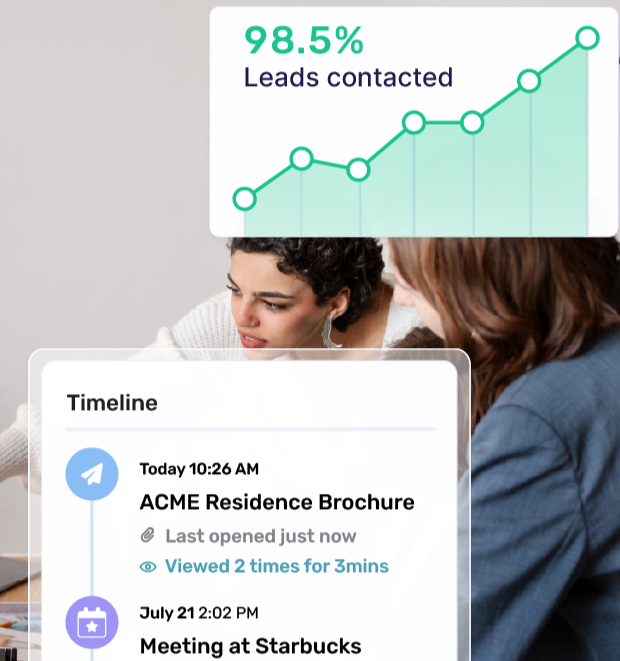 98.5%
Leads contacted
Timeline
Today 10:26 AM
ACME Residence Brochure
Last opened just now
Viewed 2 times for 3mins
July 21 2:02 PM
Meeting at Starbucks